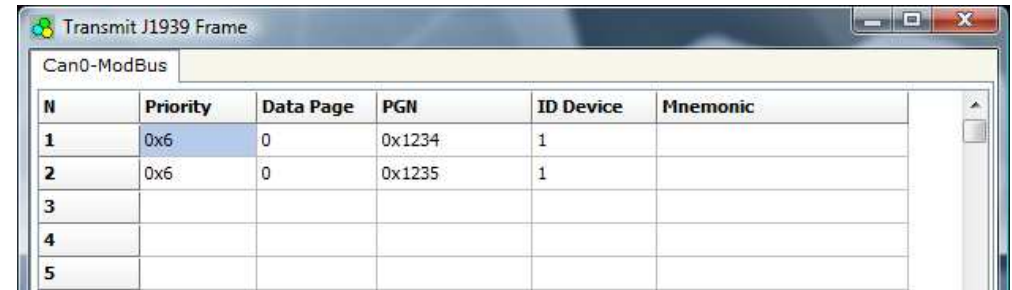 Transmit J1939 Frame
Can0-ModBus
N Priority Data Page PGN ID Device Mnemonic
1 0x6 0 0x1234 1
2 0x6 0 0x1235 1
3
4
5